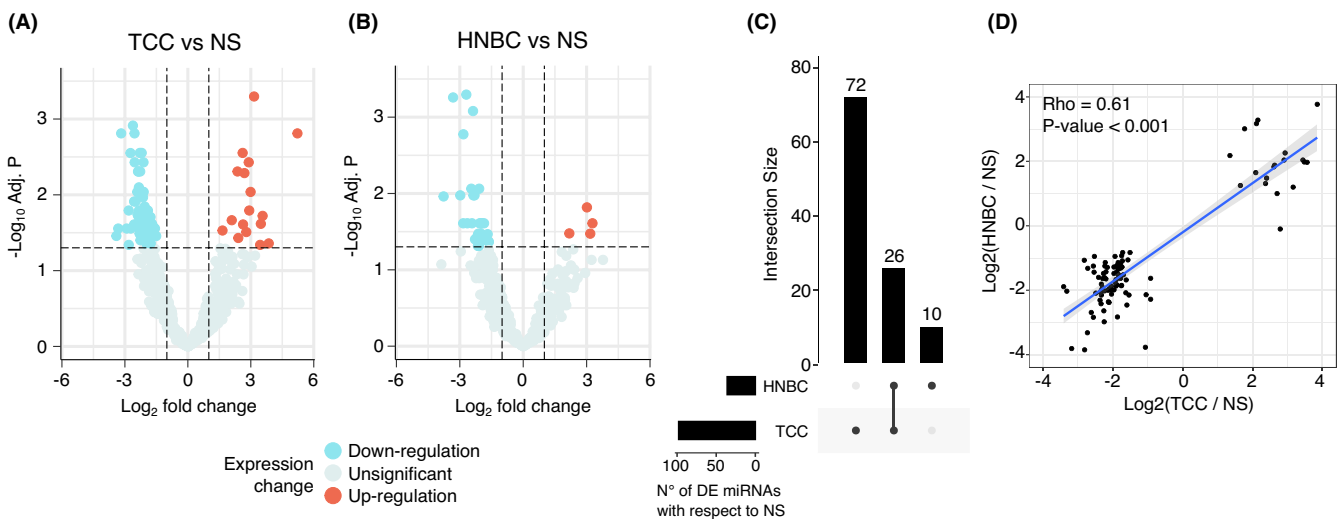 (A)
TCC vs NS
-Log10 Adj. P
3
2
1
0
-6
-3
0
3
6
Log2 fold change
(B)
HNBC vs NS
-Log10 Adj. P
3
2
1
0
-6
-3
0
3
6
Log2 fold change
Expression
change
Down-regulation
Unsignificant
Up-regulation
(C)
Intersection Size
80
60
40
20
0
72
26
10
HNBC
TCC
100
50
0
N° of DE miRNAs
with respect to NS
(D)
Rho = 0.61
P-value < 0.001
Log2(HNBC / NS)
4
2
0
-2
-4
-4
-2
0
2
4
Log2(TCC / NS)